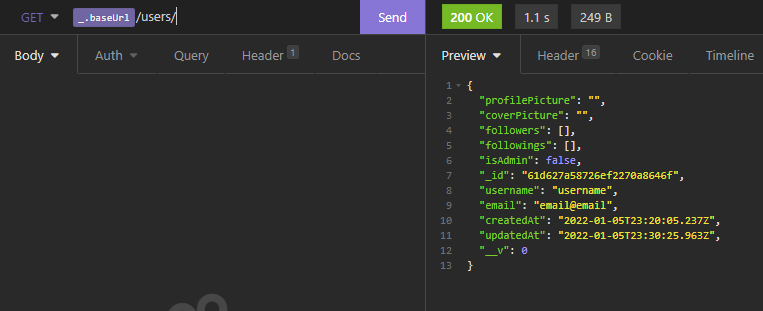 GET _.baseUrl /users/ Send 200 OK 1.1 s 249 B
Body Auth Query Header 1 Docs Preview Header 16 Cookie Timeline
1 {
2 "profilePicture": "",
3 "coverPicture": "",
4 "followers": [],
5 "followings": [],
6 "isAdmin": false,
7 "_id": "61d627a58726ef2270a8646f",
8 "username": "username",
9 "email": "email@email",
10 "createdAt": "2022-01-05T23:20:05.237Z",
11 "updatedAt": "2022-01-05T23:30:25.963Z",
12 "__v": 0
13 }